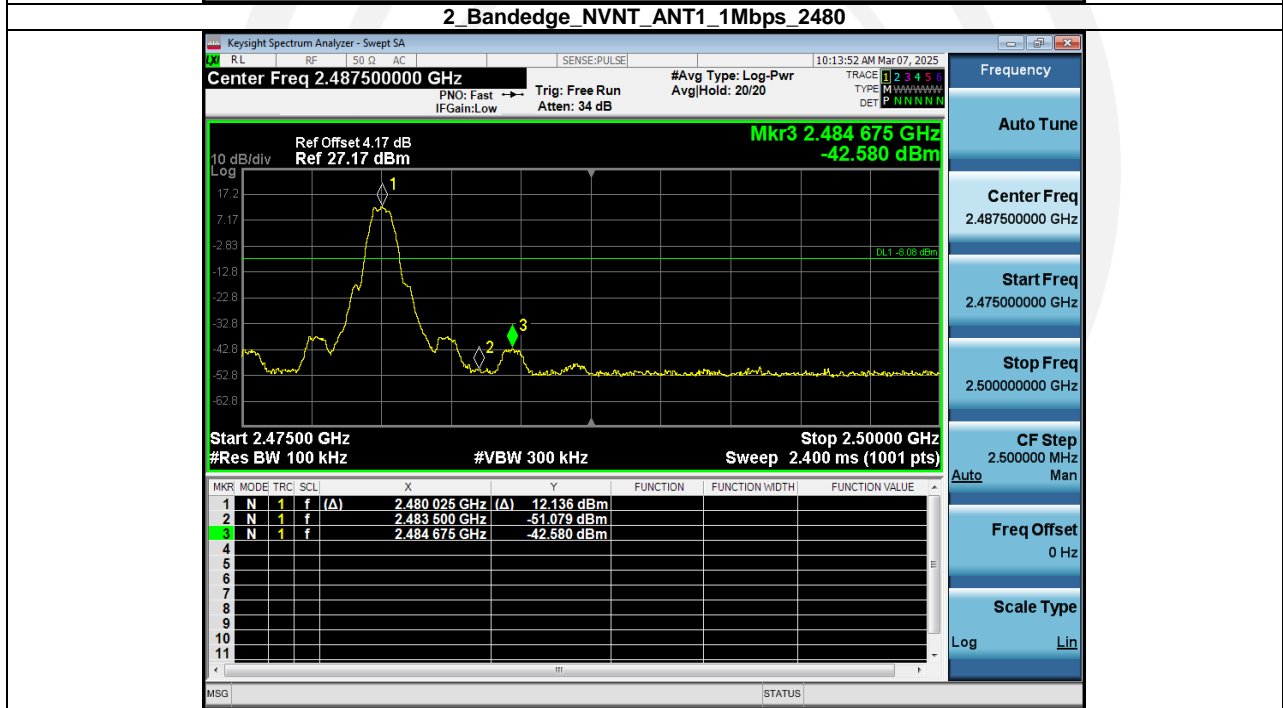 2_Bandedge_NVNT_ANT1_1Mbps_2480
Keysight Spectrum Analyzer - Swept SA
LXI RL RF 50 Ω AC SENSE:PULSE 10:13:52 AM Mar 07, 2025
Center Freq 2.487500000 GHz
PNO: Fast
IFGain:Low
Trig: Free Run
Atten: 34 dB
#Avg Type: Log-Pwr
Avg|Hold: 20/20
TRACE 1 2 3 4 5 6
TYPE M W W W W W
DET P N N N N N
Mkr3 2.484 675 GHz
-42.580 dBm
Ref Offset 4.17 dB
10 dB/div Ref 27.17 dBm
Log
17.2
7.17
-2.83
-12.8
-22.8
-32.8
-42.8
-52.8
-62.8
1
2
3
DL1 -8.08 dBm
Start 2.47500 GHz Stop 2.50000 GHz
#Res BW 100 kHz #VBW 300 kHz Sweep 2.400 ms (1001 pts)
MKR MODE TRC SCL X Y FUNCTION FUNCTION WIDTH FUNCTION VALUE
1 N 1 f (Δ) 2.480 025 GHz (Δ) 12.136 dBm
2 N 1 f 2.483 500 GHz -51.079 dBm
3 N 1 f 2.484 675 GHz -42.580 dBm
4
5
6
7
8
9
10
11
MSG STATUS
Frequency
Auto Tune
Center Freq
2.487500000 GHz
Start Freq
2.475000000 GHz
Stop Freq
2.500000000 GHz
CF Step
2.500000 MHz
Auto Man
Freq Offset
0 Hz
Scale Type
Log Lin